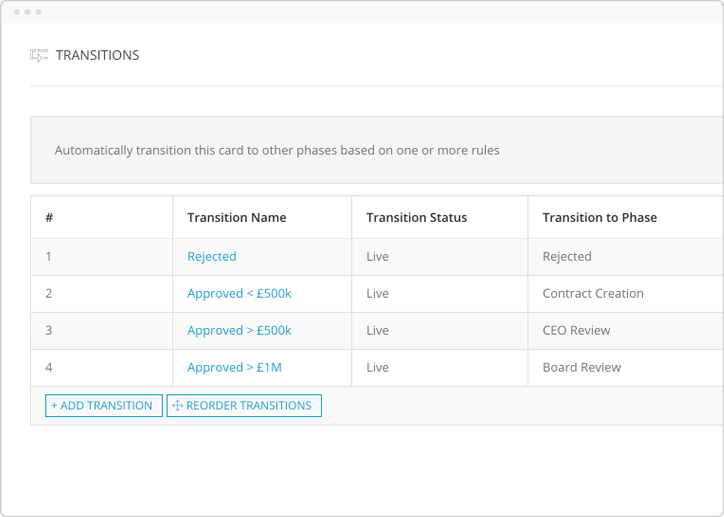 TRANSITIONS
Automatically transition this card to other phases based on one or more rules
# Transition Name Transition Status Transition to Phase
1 Rejected Live Rejected
2 Approved < £500k Live Contract Creation
3 Approved > £500k Live CEO Review
4 Approved > £1M Live Board Review
+ ADD TRANSITION REORDER TRANSITIONS